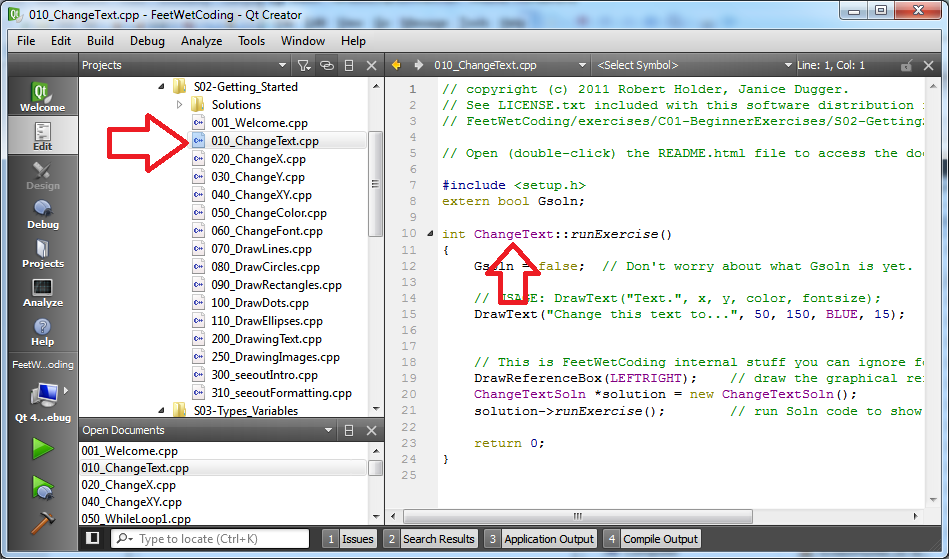 010_ChangeText.cpp - FeetWetCoding - Qt Creator
File Edit Build Debug Analyze Tools Window Help
Projects
010_ChangeText.cpp
<Select Symbol>
Line: 1, Col: 1
Welcome
Edit
Design
Debug
Projects
Analyze
Help
FeetW...oding
Qt 4...ebug
S02-Getting_Started
Solutions
001_Welcome.cpp
010_ChangeText.cpp
020_ChangeX.cpp
030_ChangeY.cpp
040_ChangeXY.cpp
050_ChangeColor.cpp
060_ChangeFont.cpp
070_DrawLines.cpp
080_DrawCircles.cpp
090_DrawRectangles.cpp
100_DrawDots.cpp
110_DrawEllipses.cpp
200_DrawingText.cpp
250_DrawingImages.cpp
300_seeoutIntro.cpp
310_seeoutFormatting.cpp
S03-Types_Variables
Open Documents
001_Welcome.cpp
010_ChangeText.cpp
020_ChangeX.cpp
040_ChangeXY.cpp
050_WhileLoop1.cpp
1 // copyright (c) 2011 Robert Holder, Janice Dugger.
2 // See LICENSE.txt included with this software distribution
3 // FeetWetCoding/exercises/C01-BeginnerExercises/S02-Getting
4
5 // Open (double-click) the README.html file to access the do
6
7 #include <setup.h>
8 extern bool Gsoln;
9
10 int ChangeText::runExercise()
11 {
12 Gsoln = false; // Don't worry about what Gsoln is yet.
13
14 // USAGE: DrawText("Text.", x, y, color, fontsize);
15 DrawText("Change this text to...", 50, 150, BLUE, 15);
16
17
18 // This is FeetWetCoding internal stuff you can ignore f
19 DrawReferenceBox(LEFTRIGHT); // draw the graphical re
20 ChangeTextSoln *solution = new ChangeTextSoln();
21 solution->runExercise(); // run Soln code to show
22
23 return 0;
24 }
25
Type to locate (Ctrl+K)
1 Issues
2 Search Results
3 Application Output
4 Compile Output